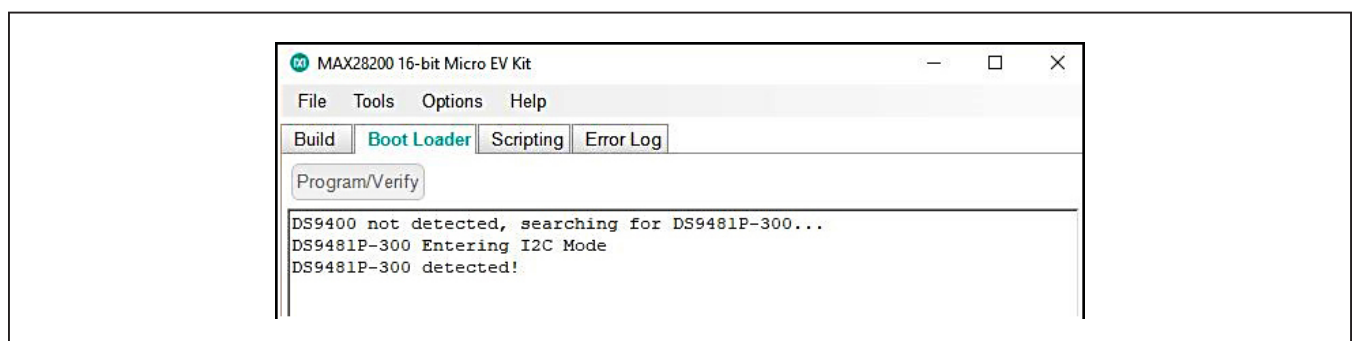 MAX28200 16-bit Micro EV Kit
File Tools Options Help
Build Boot Loader Scripting Error Log
Program/Verify
DS9400 not detected, searching for DS9481P-300...
DS9481P-300 Entering I2C Mode
DS9481P-300 detected!